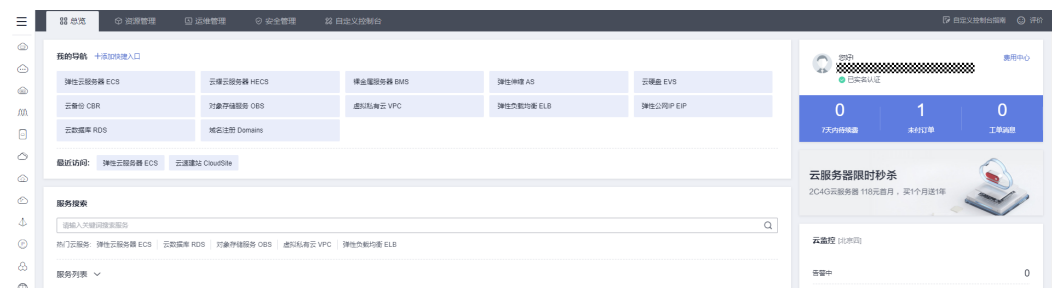 总览 资源管理 运维管理 安全管理 自定义控制台 自定义控制台指南 评价
我的导航 +添加快捷入口
弹性云服务器 ECS 云耀云服务器 HECS 裸金属服务器 BMS 弹性伸缩 AS 云硬盘 EVS
云备份 CBR 对象存储服务 OBS 虚拟私有云 VPC 弹性负载均衡 ELB 弹性公网IP EIP
云数据库 RDS 域名注册 Domains
最近访问: 弹性云服务器 ECS 云速建站 CloudSite
服务搜索
请输入关键词搜索服务
热门云服务: 弹性云服务器 ECS 云数据库 RDS 对象存储服务 OBS 虚拟私有云 VPC 弹性负载均衡 ELB
服务列表
您好! 费用中心
已实名认证
0 1 0
7天内待续费 未付订单 工单消息
云服务器限时秒杀
2C4G云服务器 118元首月，买1个月送1年
云监控 [北京四]
告警中 0